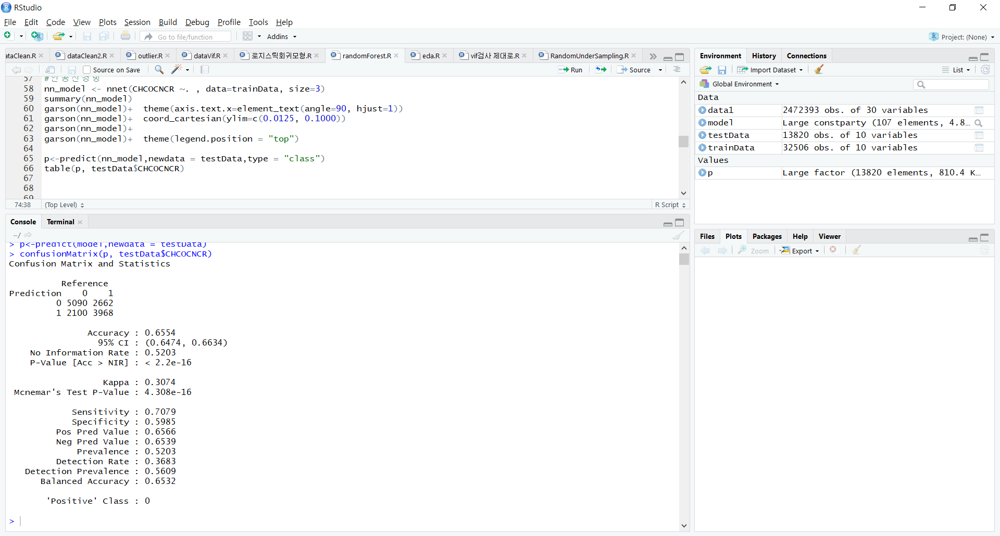 RStudio
File Edit Code View Plots Session Build Debug Profile Tools Help
Go to file/function Addins Project: (None)
ataClean.R dataClean2.R outlier.R dataVif.R 로지스틱회귀모형.R randomForest.R eda.R vif검사 제대로.R RandomUnderSampling.R
Source on Save Run Source
57 #인공신경망
58 nn_model <- nnet(CHCOCNCR ~. , data=trainData, size=3)
59 summary(nn_model)
60 garson(nn_model)+  theme(axis.text.x=element_text(angle=90, hjust=1))
61 garson(nn_model)+  coord_cartesian(ylim=c(0.0125, 0.1000))
62 garson(nn_model)+
63 garson(nn_model)+  theme(legend.position = "top")
64
65 p<-predict(nn_model,newdata = testData,type = "class")
66 table(p, testData$CHCOCNCR)
67
68
69
74:38 (Top Level) R Script
Console Terminal
~/
> p<-predict(model,newdata = testData)
> confusionMatrix(p, testData$CHCOCNCR)
Confusion Matrix and Statistics
Reference
Prediction    0    1
0 5090 2662
1 2100 3968
Accuracy : 0.6554
95% CI : (0.6474, 0.6634)
No Information Rate : 0.5203
P-Value [Acc > NIR] : < 2.2e-16
Kappa : 0.3074
Mcnemar's Test P-Value : 4.308e-16
Sensitivity : 0.7079
Specificity : 0.5985
Pos Pred Value : 0.6566
Neg Pred Value : 0.6539
Prevalence : 0.5203
Detection Rate : 0.3683
Detection Prevalence : 0.5609
Balanced Accuracy : 0.6532
'Positive' Class : 0
>
Environment History Connections
Import Dataset List
Global Environment
Data
data1 2472393 obs. of 30 variables
model Large constparty (107 elements, 4.8…
testData 13820 obs. of 10 variables
trainData 32506 obs. of 10 variables
Values
p Large factor (13820 elements, 810.4 K…
Files Plots Packages Help Viewer
Zoom Export